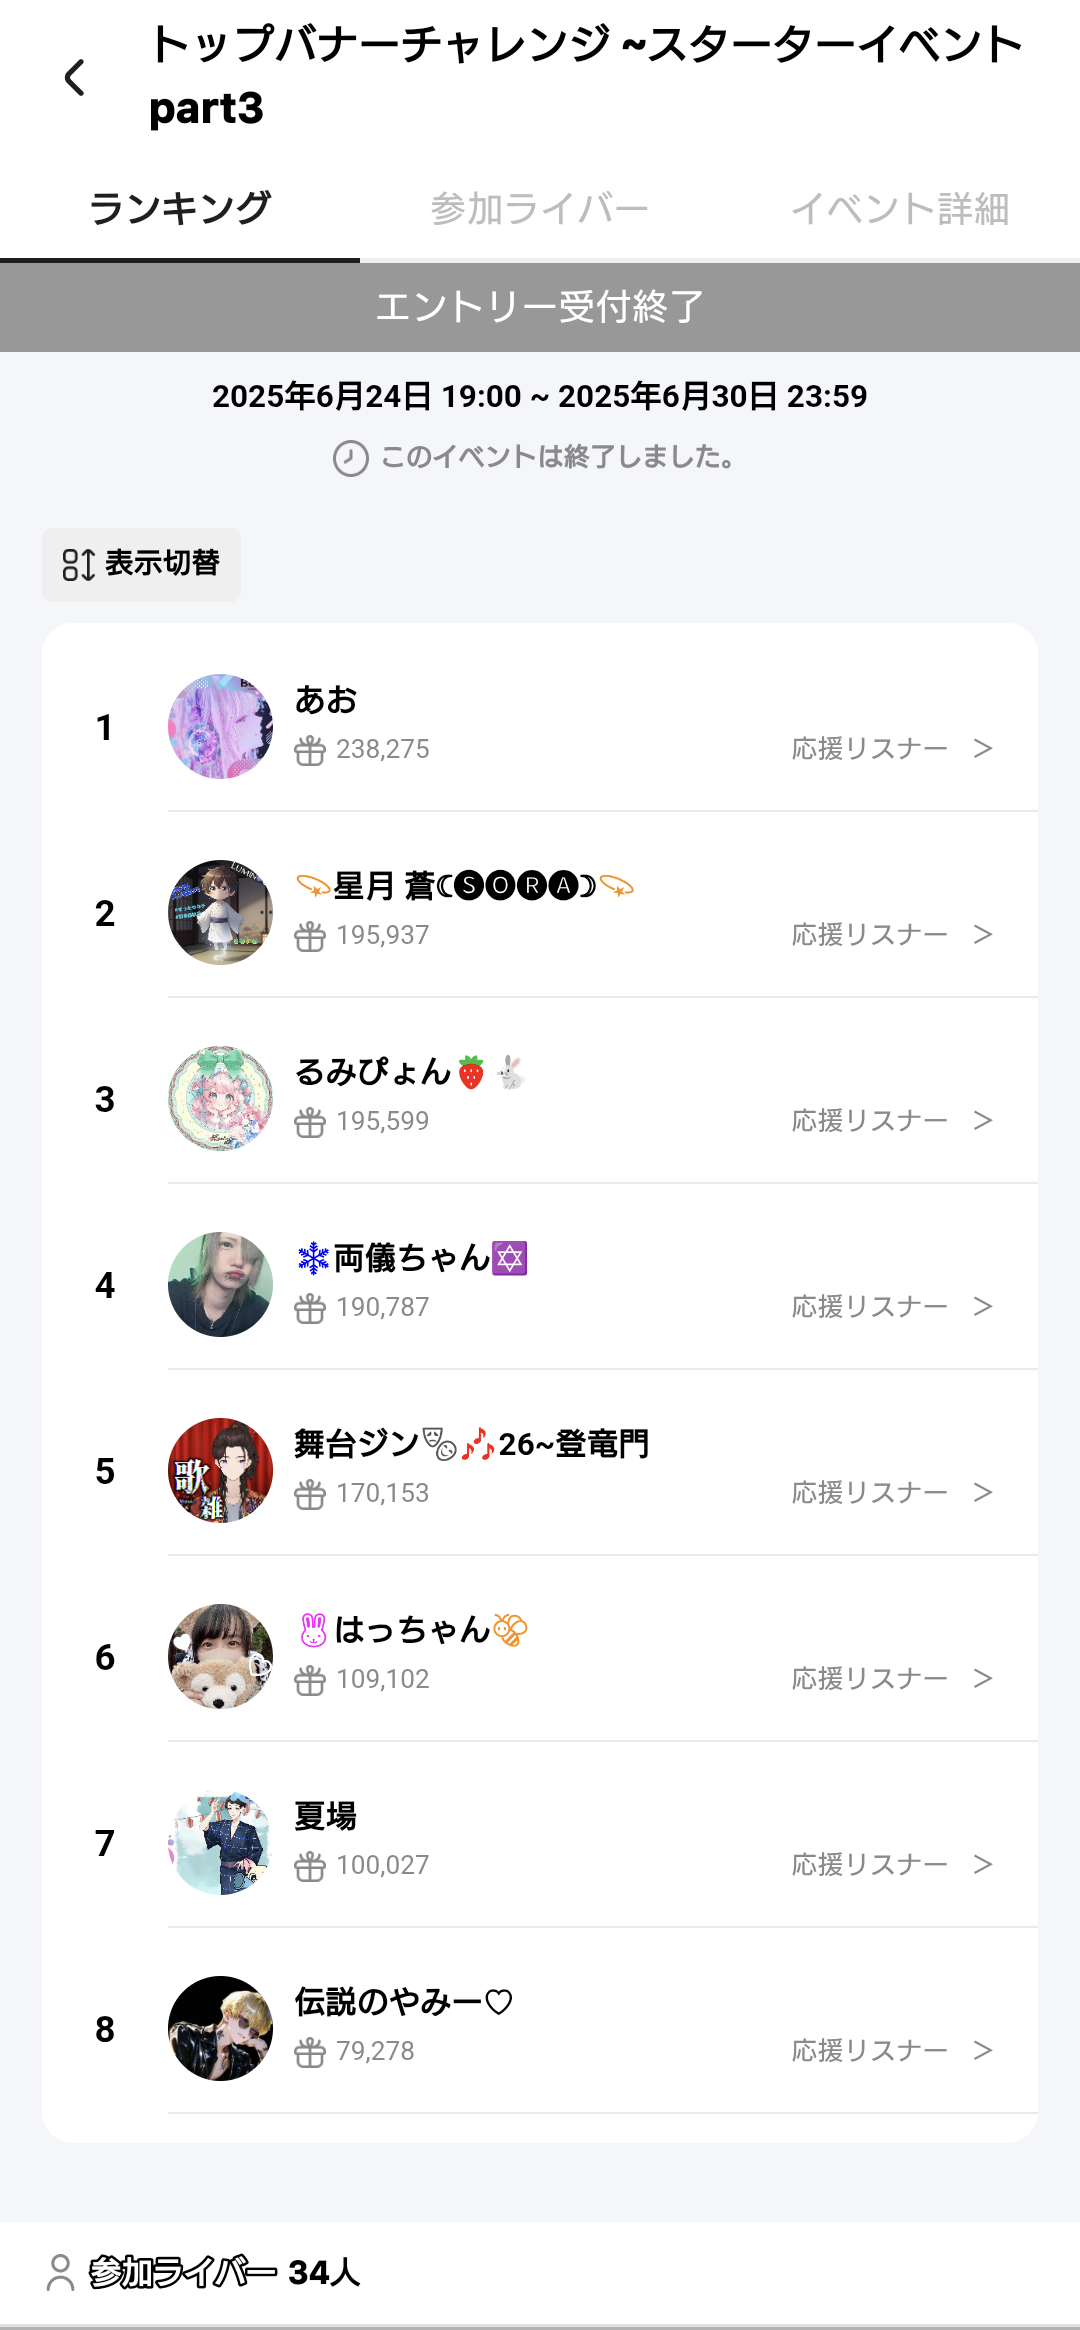 トップバナーチャレンジ ~スターターイベント
part3
ランキング 参加ライバー イベント詳細
エントリー受付終了
2025年6月24日 19:00 ~ 2025年6月30日 23:59
このイベントは終了しました。
表示切替
1
あお
238,275 応援リスナー >
2
💫星月 蒼☾🅢🅞🅡🅐☽💫
195,937 応援リスナー >
3
るみぴょん🍓🐇
195,599 応援リスナー >
4
❄️両儀ちゃん🔯
190,787 応援リスナー >
5
舞台ジン🎭🎶26~登竜門
170,153 応援リスナー >
歌
雑
6
🐰はっちゃん🐝
109,102 応援リスナー >
7
夏場
100,027 応援リスナー >
8
伝説のやみー♡
79,278 応援リスナー >
参加ライバー 34人